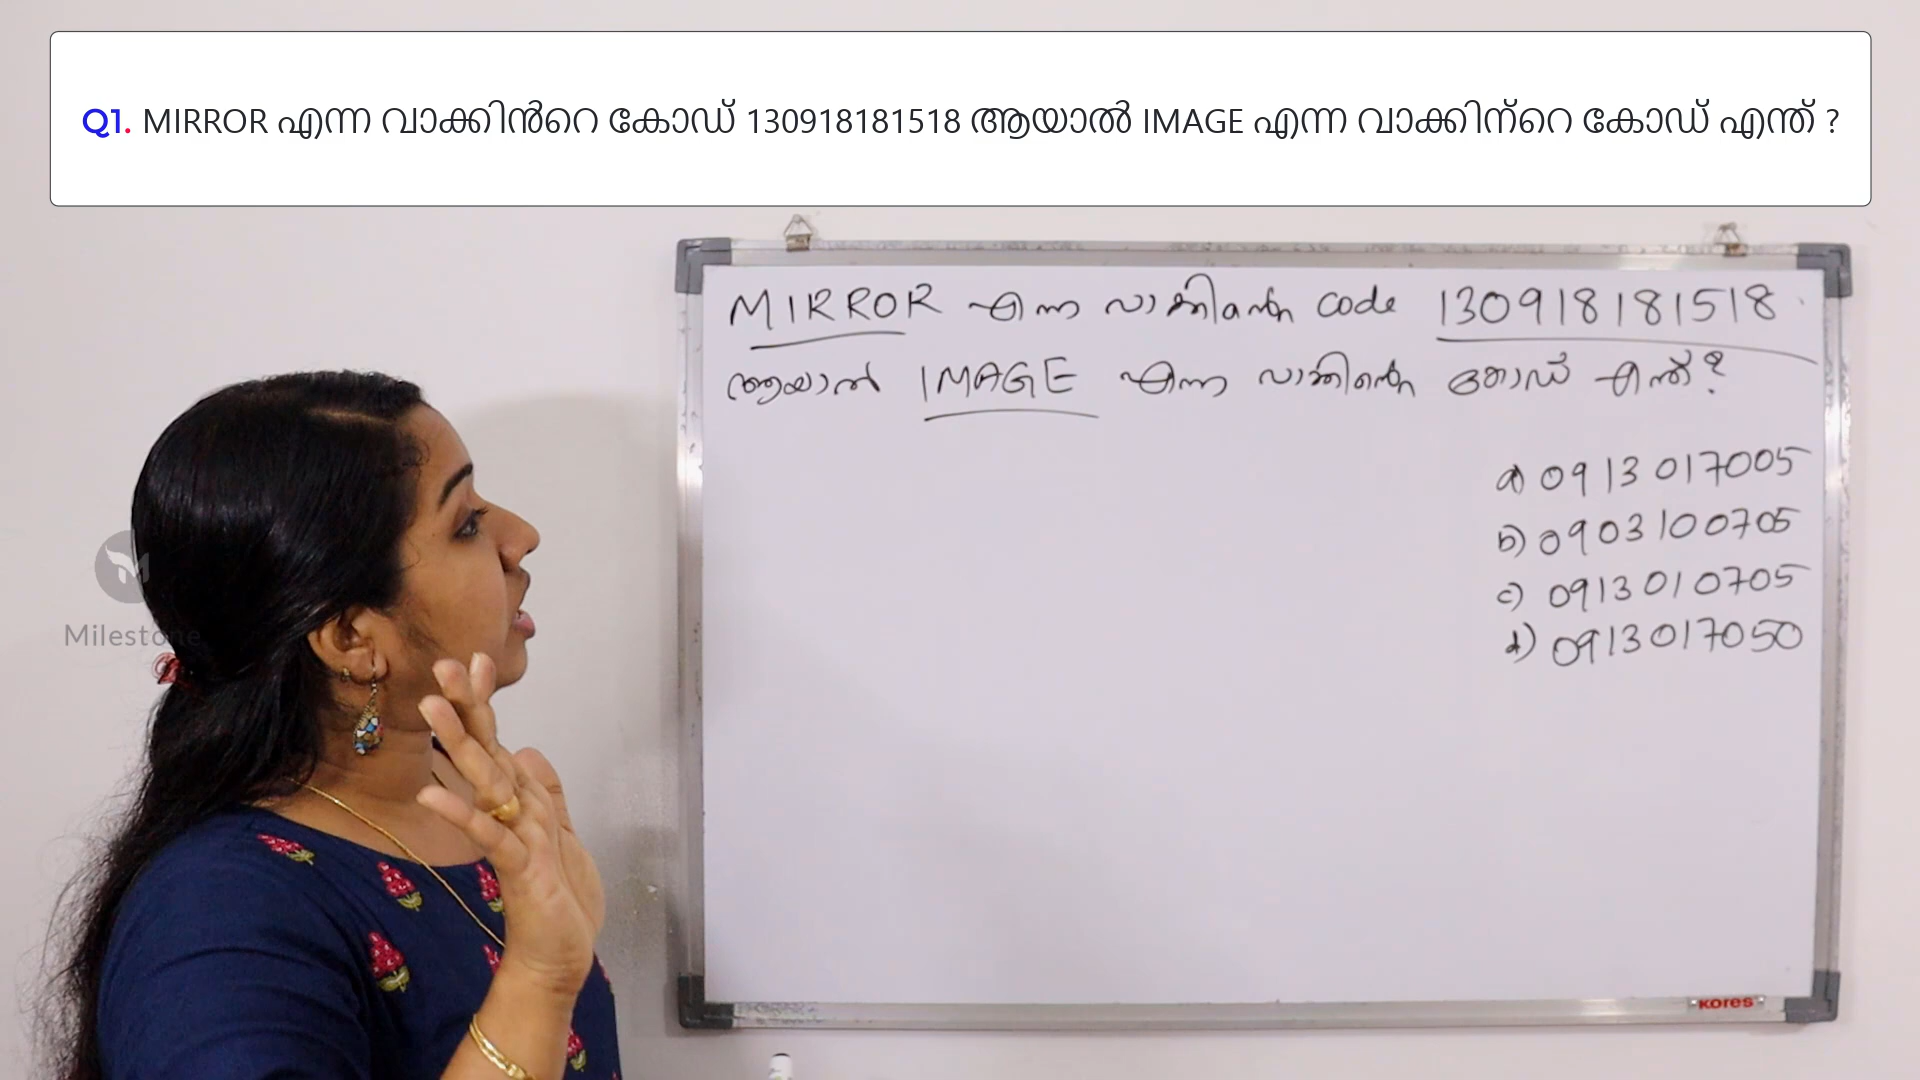 Q1. MIRROR എന്ന വാക്കിൻറെ കോഡ് 130918181518 ആയാൽ IMAGE എന്ന വാക്കിന്റെ കോഡ് എന്ത് ?
MIRROR എന്ന വാക്കിന്റെ code 130918181518
ആയാൽ IMAGE എന്ന വാക്കിന്റെ കോഡ് എന്ത്?
a) 0913017005
b) 0903100705
c) 0913010705
d) 0913017050
Milestone
KORES